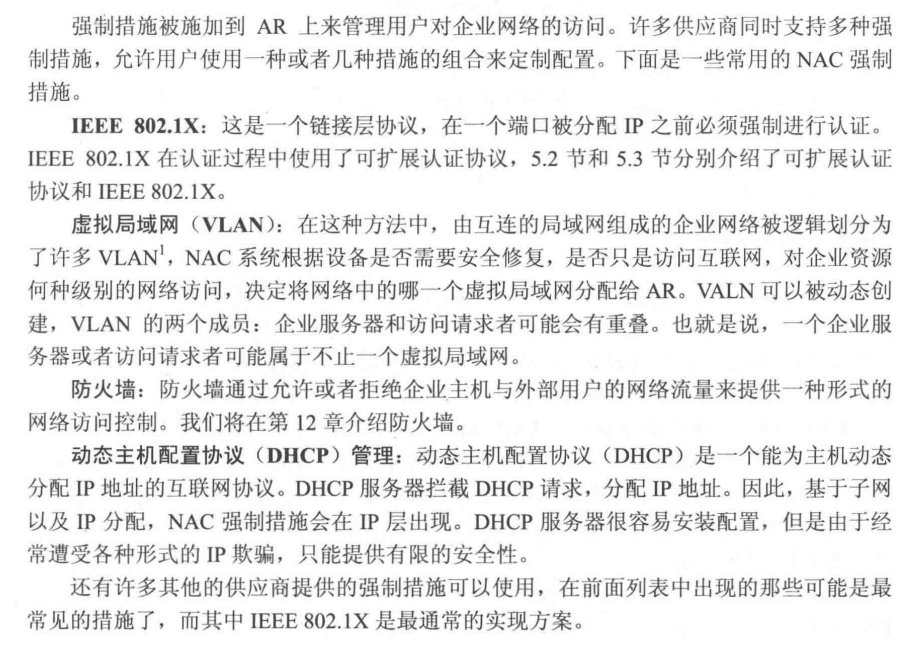 强制措施被施加到 AR 上来管理用户对企业网络的访问。许多供应商同时支持多种强
制措施，允许用户使用一种或者几种措施的组合来定制配置。下面是一些常用的 NAC 强制
措施。
IEEE 802.1X：这是一个链接层协议，在一个端口被分配 IP 之前必须强制进行认证。
IEEE 802.1X 在认证过程中使用了可扩展认证协议，5.2 节和 5.3 节分别介绍了可扩展认证
协议和 IEEE 802.1X。
虚拟局域网（VLAN）：在这种方法中，由互连的局域网组成的企业网络被逻辑划分为
了许多 VLAN¹，NAC 系统根据设备是否需要安全修复，是否只是访问互联网，对企业资源
何种级别的网络访问，决定将网络中的哪一个虚拟局域网分配给 AR。VALN 可以被动态创
建，VLAN 的两个成员：企业服务器和访问请求者可能会有重叠。也就是说，一个企业服
务器或者访问请求者可能属于不止一个虚拟局域网。
防火墙：防火墙通过允许或者拒绝企业主机与外部用户的网络流量来提供一种形式的
网络访问控制。我们将在第 12 章介绍防火墙。
动态主机配置协议（DHCP）管理：动态主机配置协议（DHCP）是一个能为主机动态
分配 IP 地址的互联网协议。DHCP 服务器拦截 DHCP 请求，分配 IP 地址。因此，基于子网
以及 IP 分配，NAC 强制措施会在 IP 层出现。DHCP 服务器很容易安装配置，但是由于经
常遭受各种形式的 IP 欺骗，只能提供有限的安全性。
还有许多其他的供应商提供的强制措施可以使用，在前面列表中出现的那些可能是最
常见的措施了，而其中 IEEE 802.1X 是最通常的实现方案。